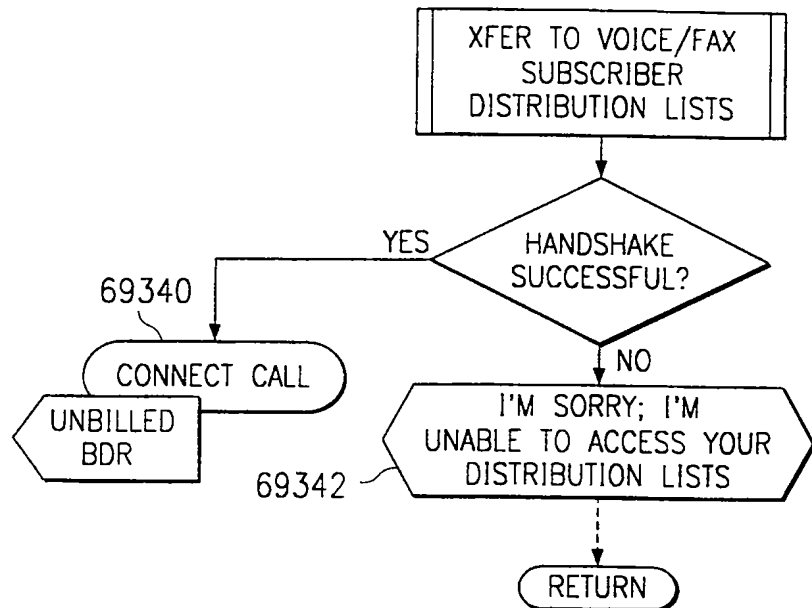 XFER TO VOICE/FAX
SUBSCRIBER
DISTRIBUTION LISTS
YES
HANDSHAKE
SUCCESSFUL?
69340
CONNECT CALL
NO
UNBILLED
BDR
I'M SORRY; I'M
UNABLE TO ACCESS YOUR
DISTRIBUTION LISTS
69342
RETURN